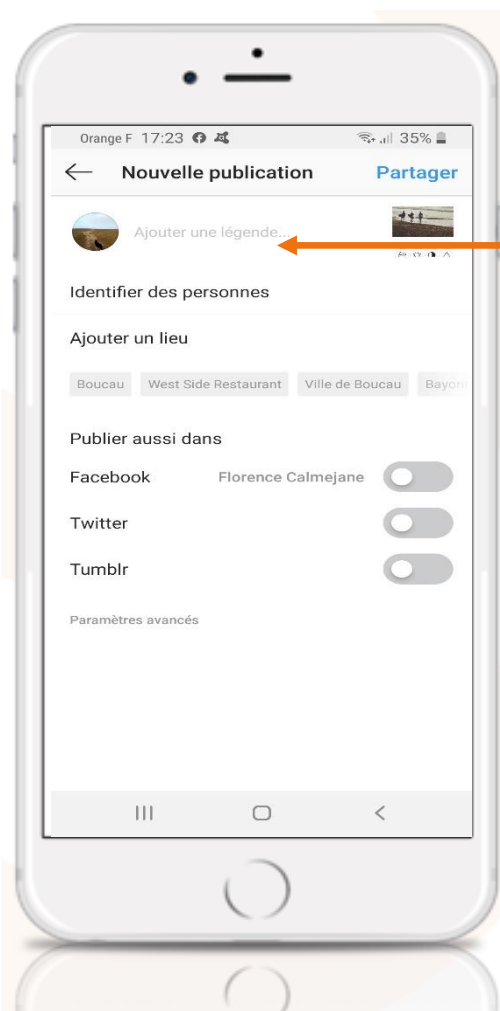 Orange F 17:23 35%
Nouvelle publication Partager
Ajouter une légende...
Identifier des personnes
Ajouter un lieu
Boucau West Side Restaurant Ville de Boucau Bayon
Publier aussi dans
Facebook Florence Calmejane
Twitter
Tumblr
Paramètres avancés